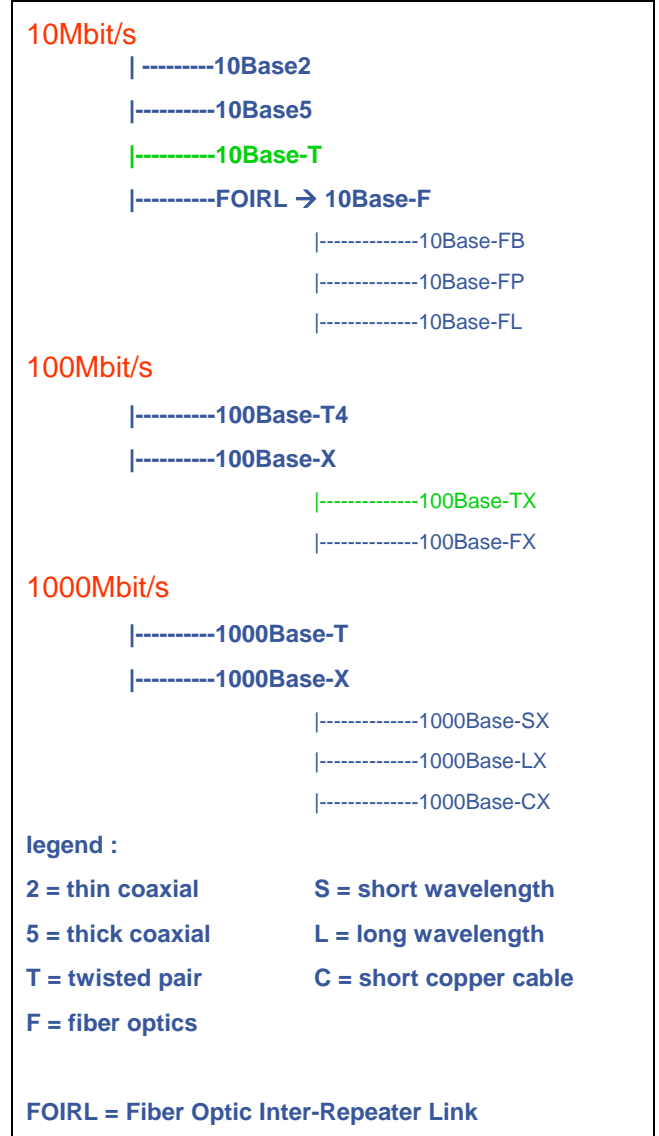 10Mbit/s
| ---------10Base2
|----------10Base5
|----------10Base-T
|----------FOIRL → 10Base-F
|--------------10Base-FB
|--------------10Base-FP
|--------------10Base-FL
100Mbit/s
|----------100Base-T4
|----------100Base-X
|--------------100Base-TX
|--------------100Base-FX
1000Mbit/s
|----------1000Base-T
|----------1000Base-X
|--------------1000Base-SX
|--------------1000Base-LX
|--------------1000Base-CX
legend :
2 = thin coaxial S = short wavelength
5 = thick coaxial L = long wavelength
T = twisted pair C = short copper cable
F = fiber optics
FOIRL = Fiber Optic Inter-Repeater Link